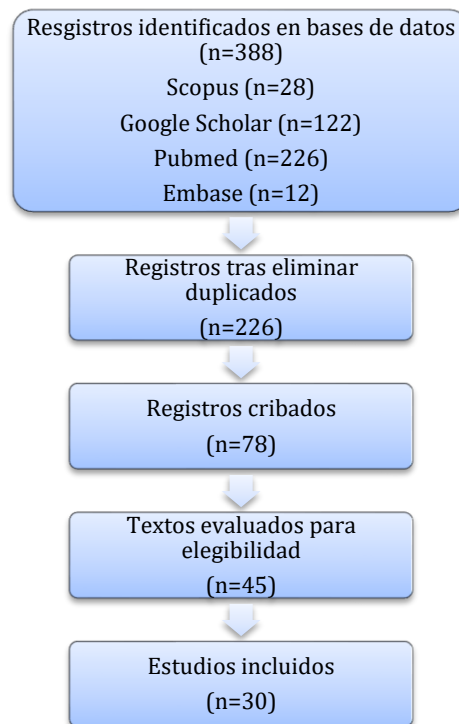 Resgistros identificados en bases de datos
(n=388)
Scopus (n=28)
Google Scholar (n=122)
Pubmed (n=226)
Embase (n=12)
Registros tras eliminar
duplicados
(n=226)
Registros cribados
(n=78)
Textos evaluados para
elegibilidad
(n=45)
Estudios incluidos
(n=30)